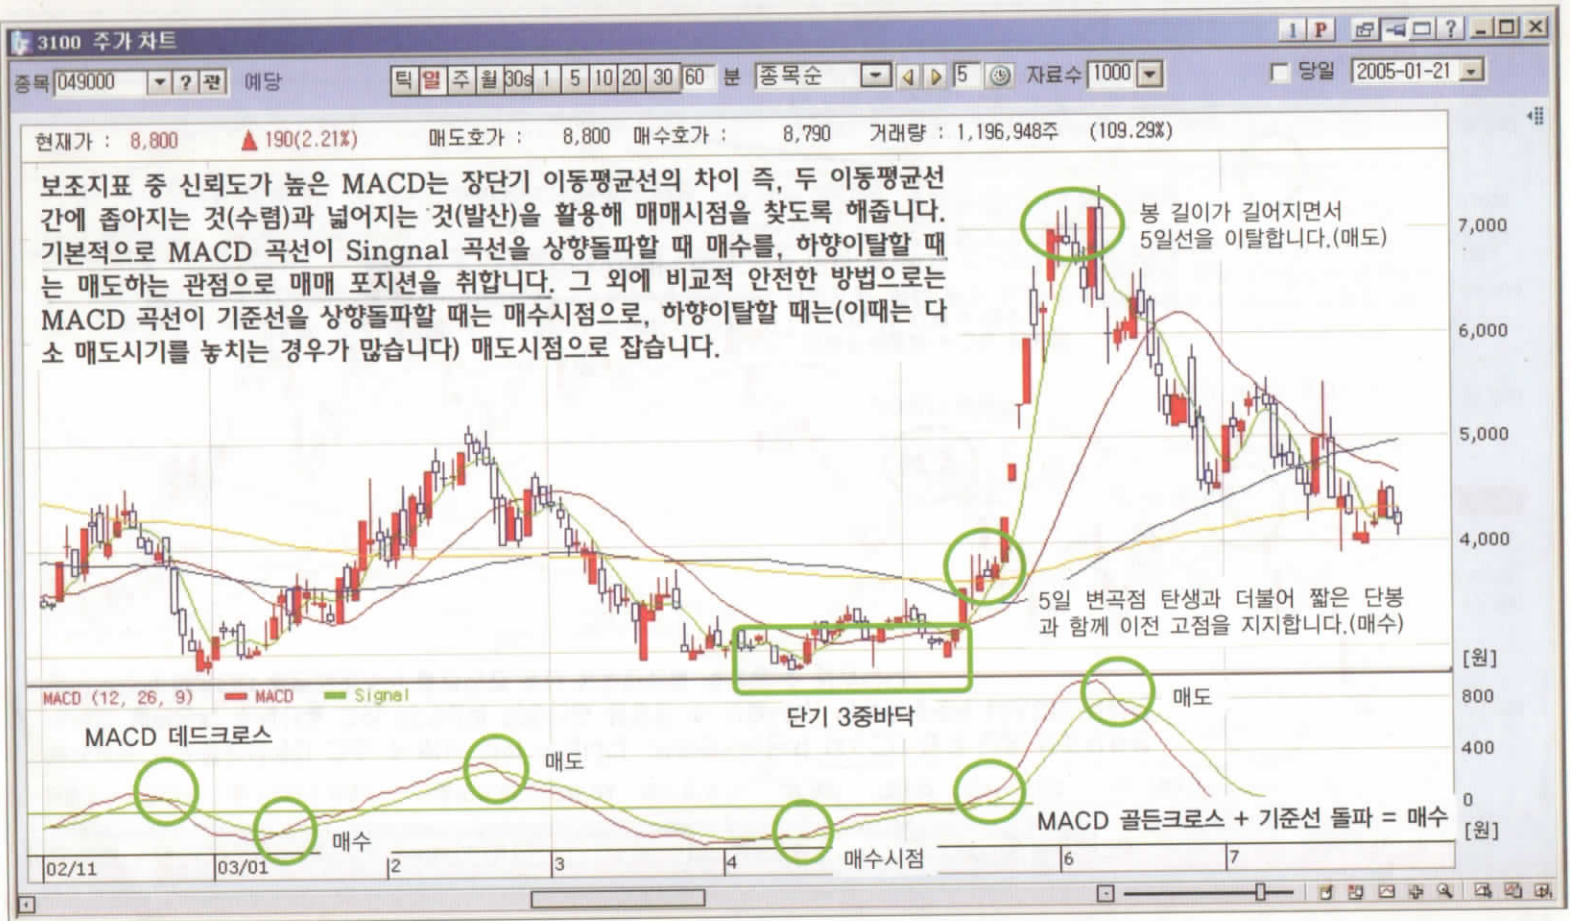 3100 주가 차트
1 P
종목 049000 ? 관 예당 틱 일 주 월 30s 1 5 10 20 30 60 분 종목순 5 자료수 1000 당일 2005-01-21
현재가 : 8,800 ▲ 190(2.21%) 매도호가 : 8,800 매수호가 : 8,790 거래량 : 1,196,948주 (109.29%)
보조지표 중 신뢰도가 높은 MACD는 장단기 이동평균선의 차이 즉, 두 이동평균선
간에 좁아지는 것(수렴)과 넓어지는 것(발산)을 활용해 매매시점을 찾도록 해줍니다.
기본적으로 MACD 곡선이 Singnal 곡선을 상향돌파할 때 매수를, 하향이탈할 때
는 매도하는 관점으로 매매 포지션을 취합니다. 그 외에 비교적 안전한 방법으로는
MACD 곡선이 기준선을 상향돌파할 때는 매수시점으로, 하향이탈할 때는(이때는 다
소 매도시기를 놓치는 경우가 많습니다) 매도시점으로 잡습니다.
봉 길이가 길어지면서
5일선을 이탈합니다.(매도)
7,000
6,000
5,000
4,000
5일 변곡점 탄생과 더불어 짧은 단봉
과 함께 이전 고점을 지지합니다.(매수)
[원]
MACD (12, 26, 9) MACD Signal
단기 3중바닥
매도
800
MACD 데드크로스
매도
400
0
MACD 골든크로스 + 기준선 돌파 = 매수
[원]
매수
매수시점
02/11 03/01 2 3 4 6 7